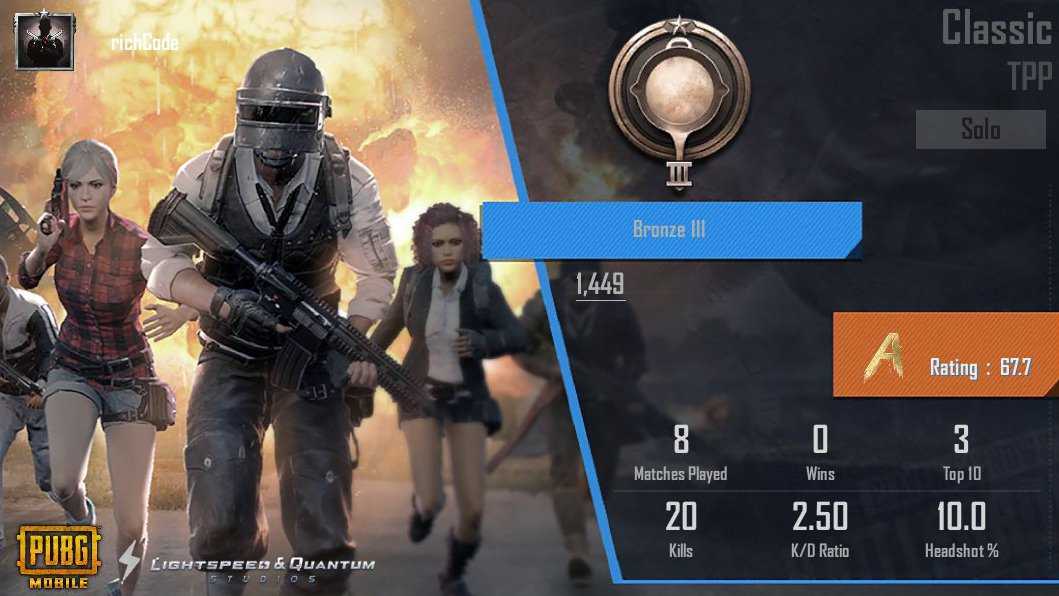 richCode
Classic
TPP
Solo
III
Bronze III
1,449
A
Rating : 67.7
8
0
3
Matches Played
Wins
Top 10
20
2.50
10.0
Kills
K/D Ratio
Headshot %
PUBG
MOBILE
LIGHTSPEED & QUANTUM
STUDIOS